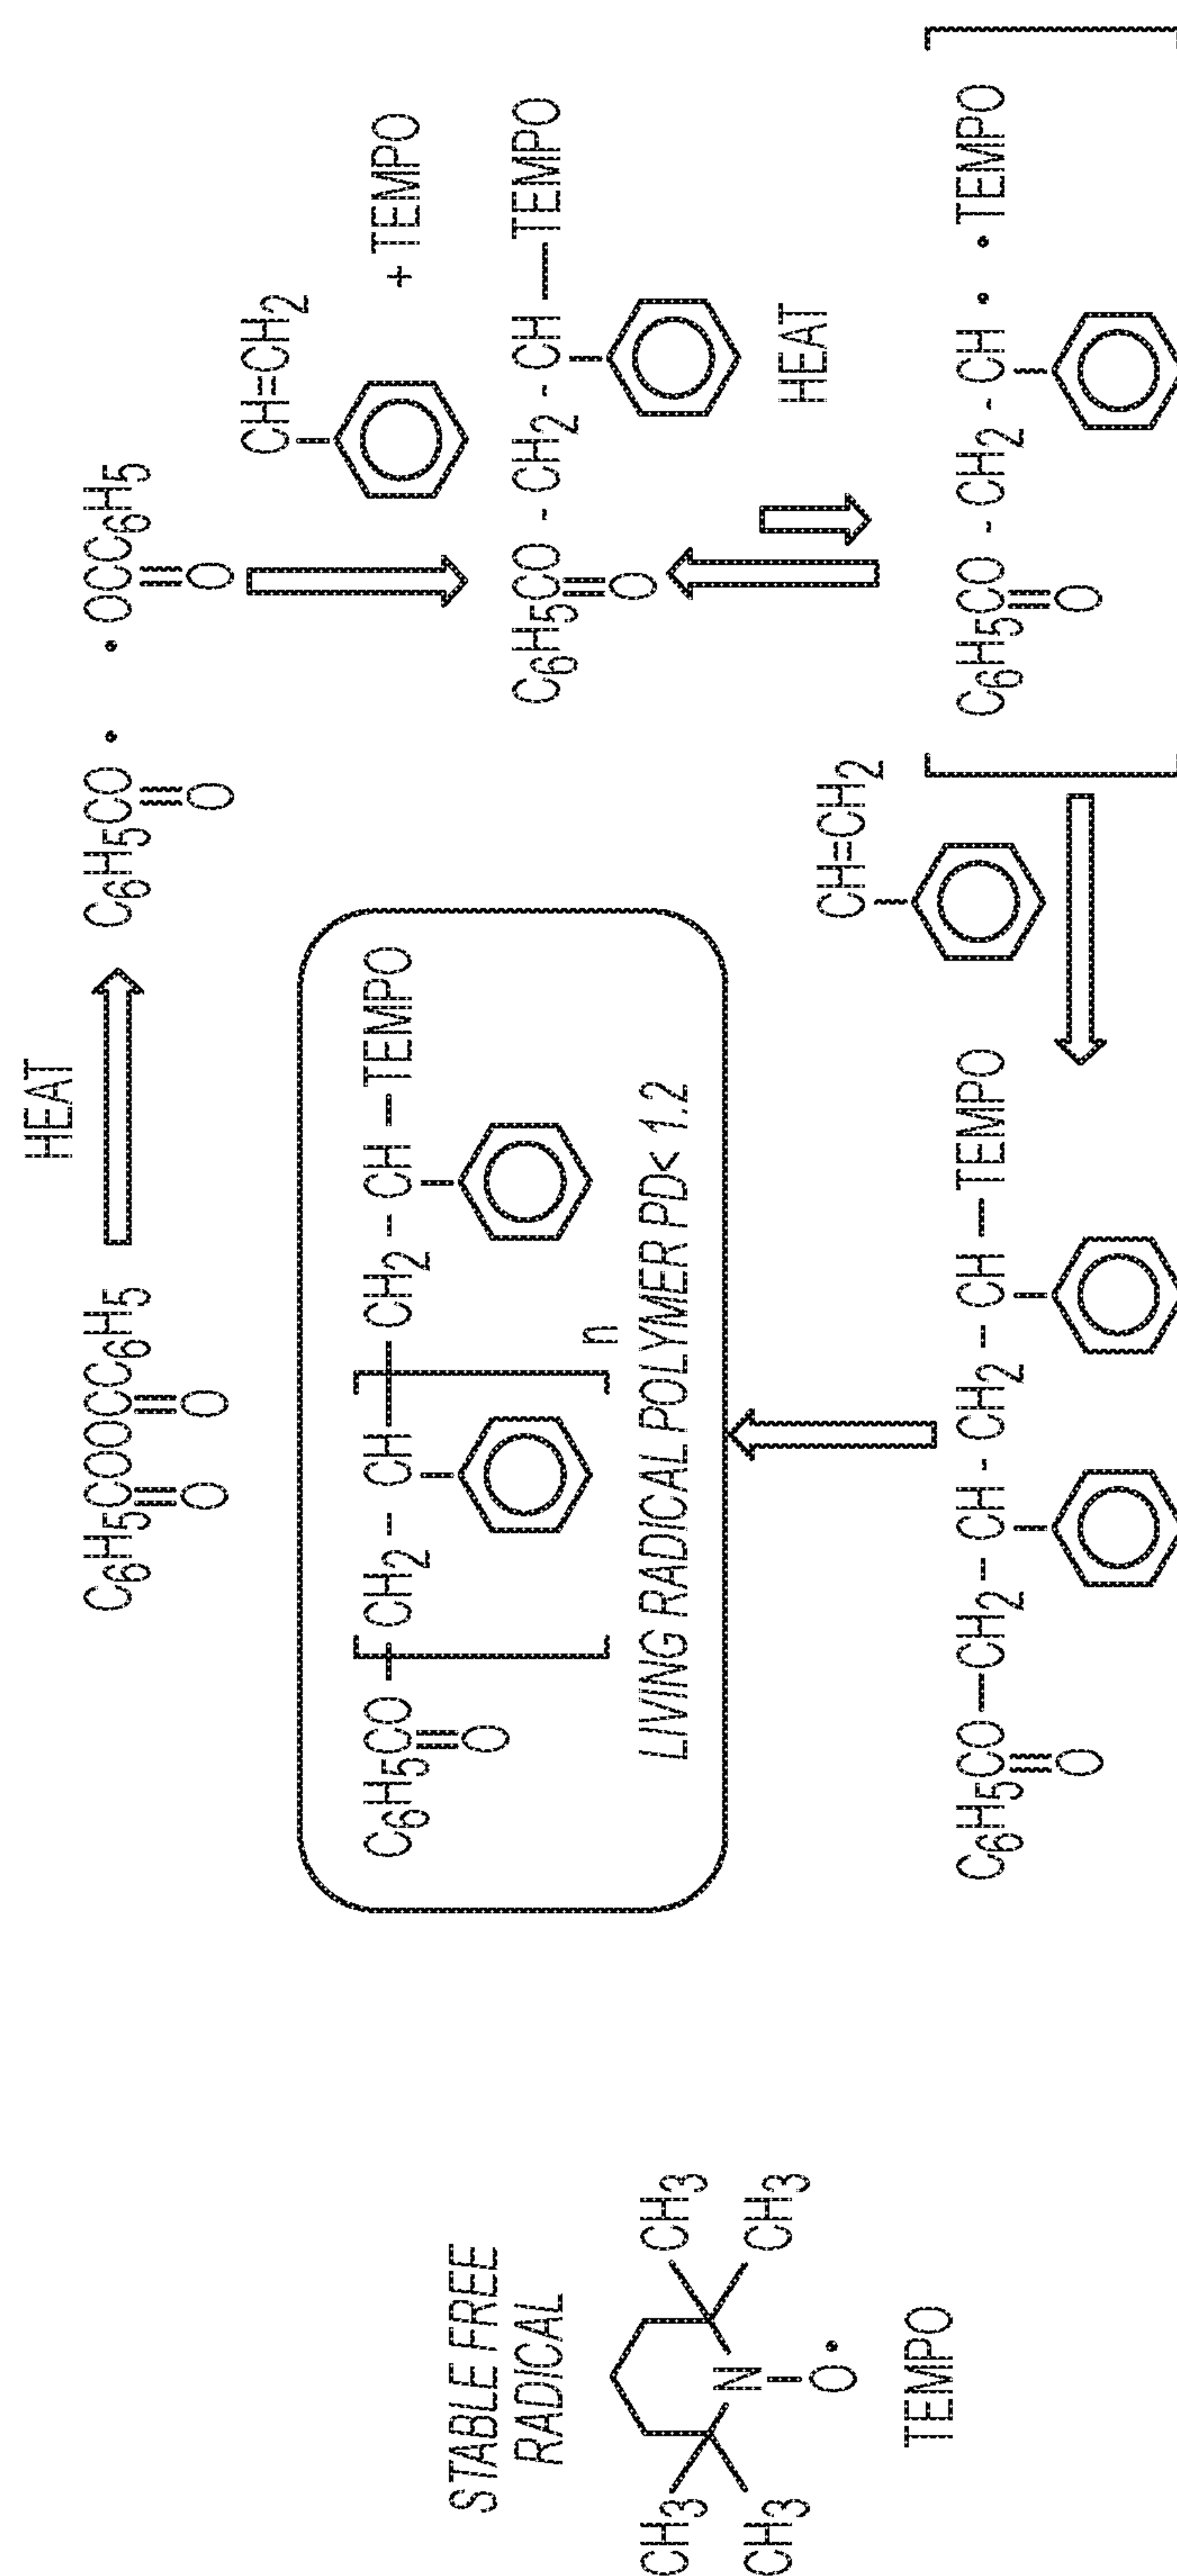 HEAT
C6H5COOCC6H5
O O
C6H5CO • • OCC6H5
O O
CH=CH2
+ TEMPO
C6H5CO - CH2 - CH — TEMPO
O
HEAT
C6H5CO - CH2 - CH • • TEMPO
O
CH=CH2
C6H5CO — CH2 - CH - CH2 - CH — TEMPO
O
C6H5CO — [CH2 - CH]n — CH2 - CH — TEMPO
O
LIVING RADICAL POLYMER PD< 1.2
STABLE FREE
RADICAL
CH3 CH3
N
CH3 CH3
O•
TEMPO